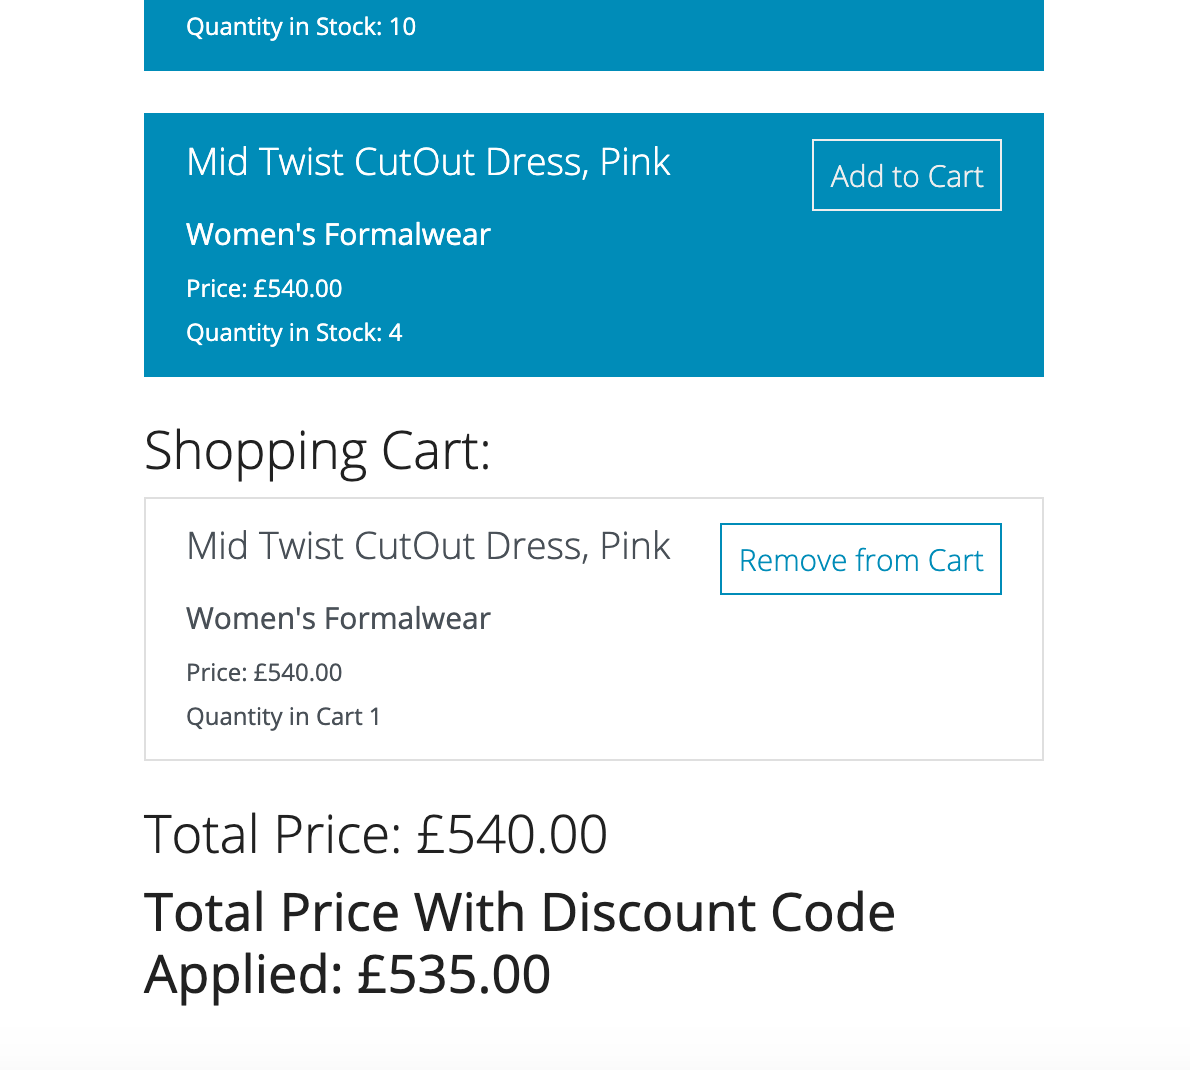 Quantity in Stock: 10
Mid Twist CutOut Dress, Pink
Add to Cart
Women's Formalwear
Price: £540.00
Quantity in Stock: 4
Shopping Cart:
Mid Twist CutOut Dress, Pink
Remove from Cart
Women's Formalwear
Price: £540.00
Quantity in Cart 1
Total Price: £540.00
Total Price With Discount Code
Applied: £535.00